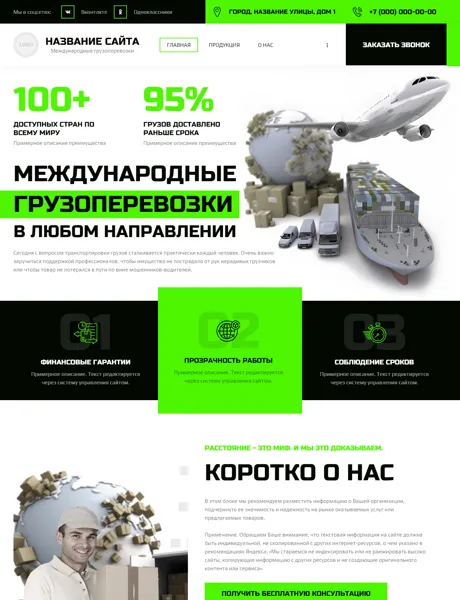 Мы в соцсетях: Вконтакте Одноклассники
ГОРОД, НАЗВАНИЕ УЛИЦЫ, ДОМ 1 +7 (000) 000-00-00
НАЗВАНИЕ САЙТА
Международные грузоперевозки
ГЛАВНАЯ ПРОДУКЦИЯ О НАС
ЗАКАЗАТЬ ЗВОНОК
100+ 95%
ДОСТУПНЫХ СТРАН ПО ГРУЗОВ ДОСТАВЛЕНО
ВСЕМУ МИРУ РАНЬШЕ СРОКА
Примерное описание преимущества Примерное описание преимущества
МЕЖДУНАРОДНЫЕ
ГРУЗОПЕРЕВОЗКИ
В ЛЮБОМ НАПРАВЛЕНИИ
Сегодня с вопросом транспортировки грузов сталкивается практически каждый человек. Очень важно
заручиться поддержкой профессионалов, чтобы имущество не пострадало от рук нерадивых грузчиков
или чтобы товар не потерялся в пути по вине мошенников-водителей.
01 02 03
ФИНАНСОВЫЕ ГАРАНТИИ ПРОЗРАЧНОСТЬ РАБОТЫ СОБЛЮДЕНИЕ СРОКОВ
Примерное описание. Текст редактируется Примерное описание. Текст редактируется Примерное описание. Текст редактируется
через систему управления сайтом. через систему управления сайтом. через систему управления сайтом.
РАССТОЯНИЕ – ЭТО МИФ. И МЫ ЭТО ДОКАЗЫВАЕМ.
КОРОТКО О НАС
В этом блоке мы рекомендуем разместить информацию о Вашей организации,
подчеркнуть ее значимость и надежность на рынке оказываемых услуг или
предлагаемых товаров.
Примечание: Обращаем Ваше внимание, что текстовая информация на сайте должна
быть индивидуальной, не скопированной с других интернет-ресурсов, о чем указано в
рекомендациях Яндекса: «Мы стараемся не индексировать или не ранжировать высоко
сайты, копирующие информацию с других ресурсов и не создающие оригинального
контента или сервиса».
ПОЛУЧИТЬ БЕСПЛАТНУЮ КОНСУЛЬТАЦИЮ